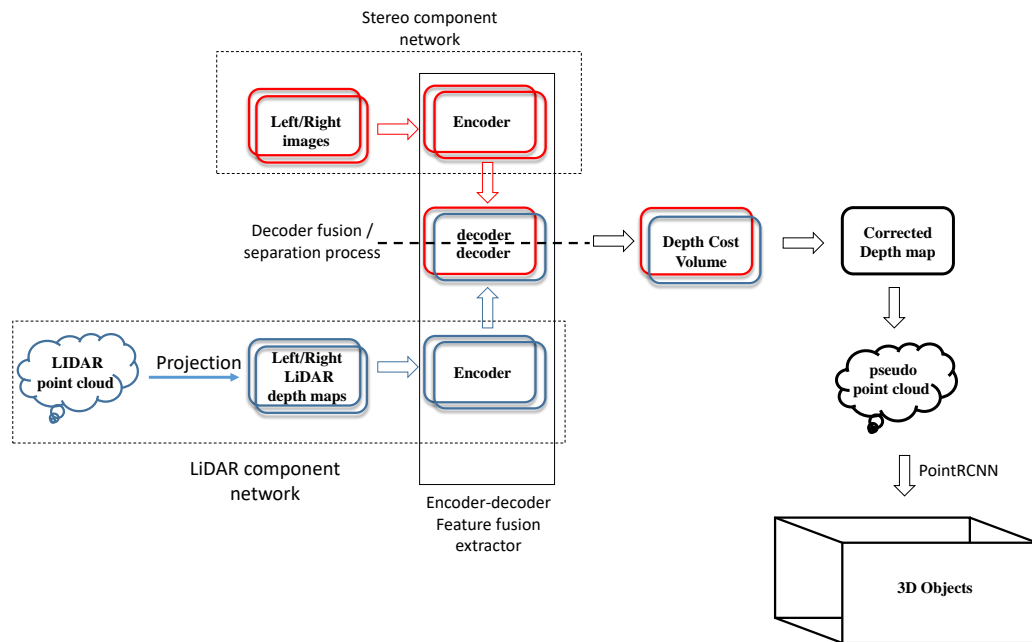 Stereo component
network
Left/Right
images
Encoder
Decoder fusion /
separation process
decoder
decoder
Depth Cost
Volume
Corrected
Depth map
LIDAR
point cloud
Projection
Left/Right
LiDAR
depth maps
Encoder
pseudo
point cloud
LiDAR component
network
PointRCNN
Encoder-decoder
Feature fusion
extractor
3D Objects